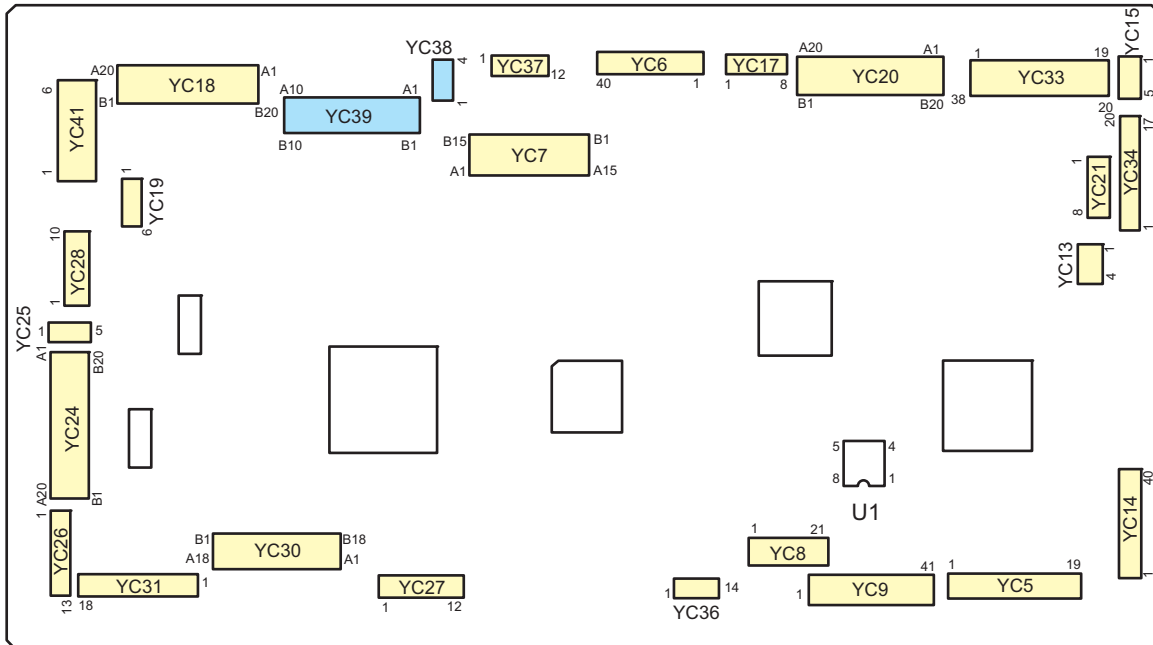 YC15
YC38
4
1
1
YC37
12
YC6
40
1
YC17
1
8
A20
A1
YC20
B1
B20
1
19
YC33
38
20
1
5
6
YC41
1
A20
A1
YC18
B1
B20
A10
A1
YC39
B10
B1
B15
B1
YC7
A1
A15
20
17
YC34
1
1
YC21
8
1
YC19
6
10
YC28
1
YC13
1
4
YC25
1
5
A1
B20
YC24
A20
B1
5
4
8
1
U1
1
YC26
13
YC31
1
18
B1
B18
YC30
A18
A1
YC27
1
12
1
14
YC36
1
21
YC8
41
YC9
1
1
19
YC5
40
YC14
1